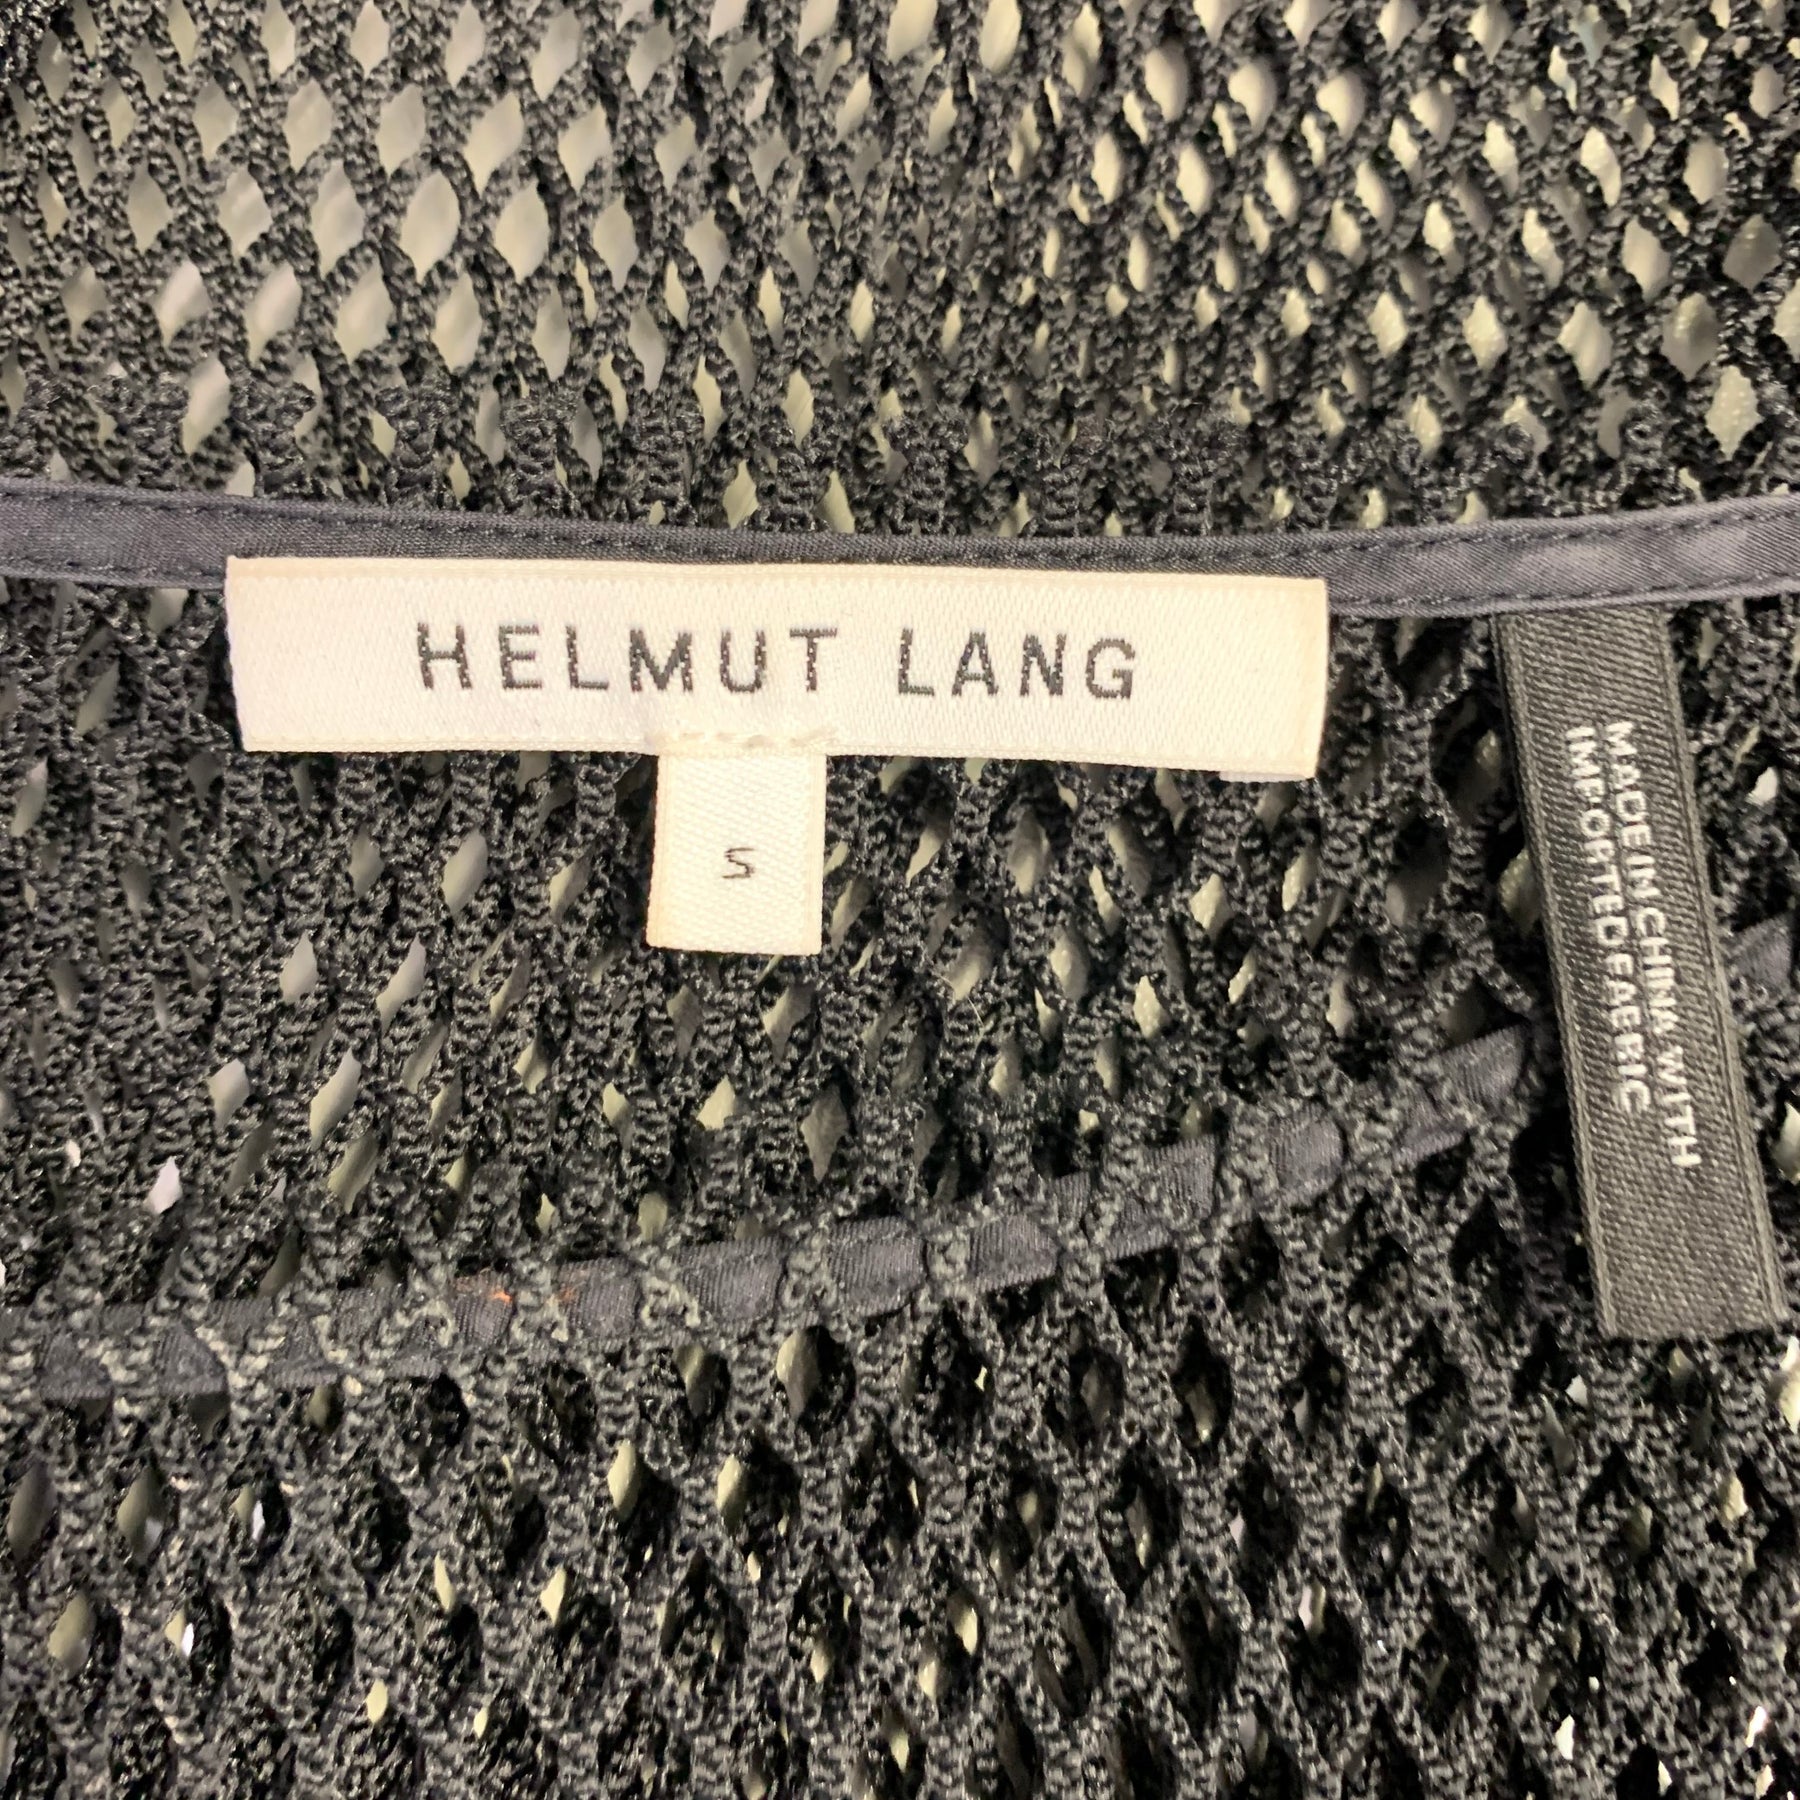 HELMUT LANG
S
MADE IN CHINA WITH
IMPORTED FABRIC